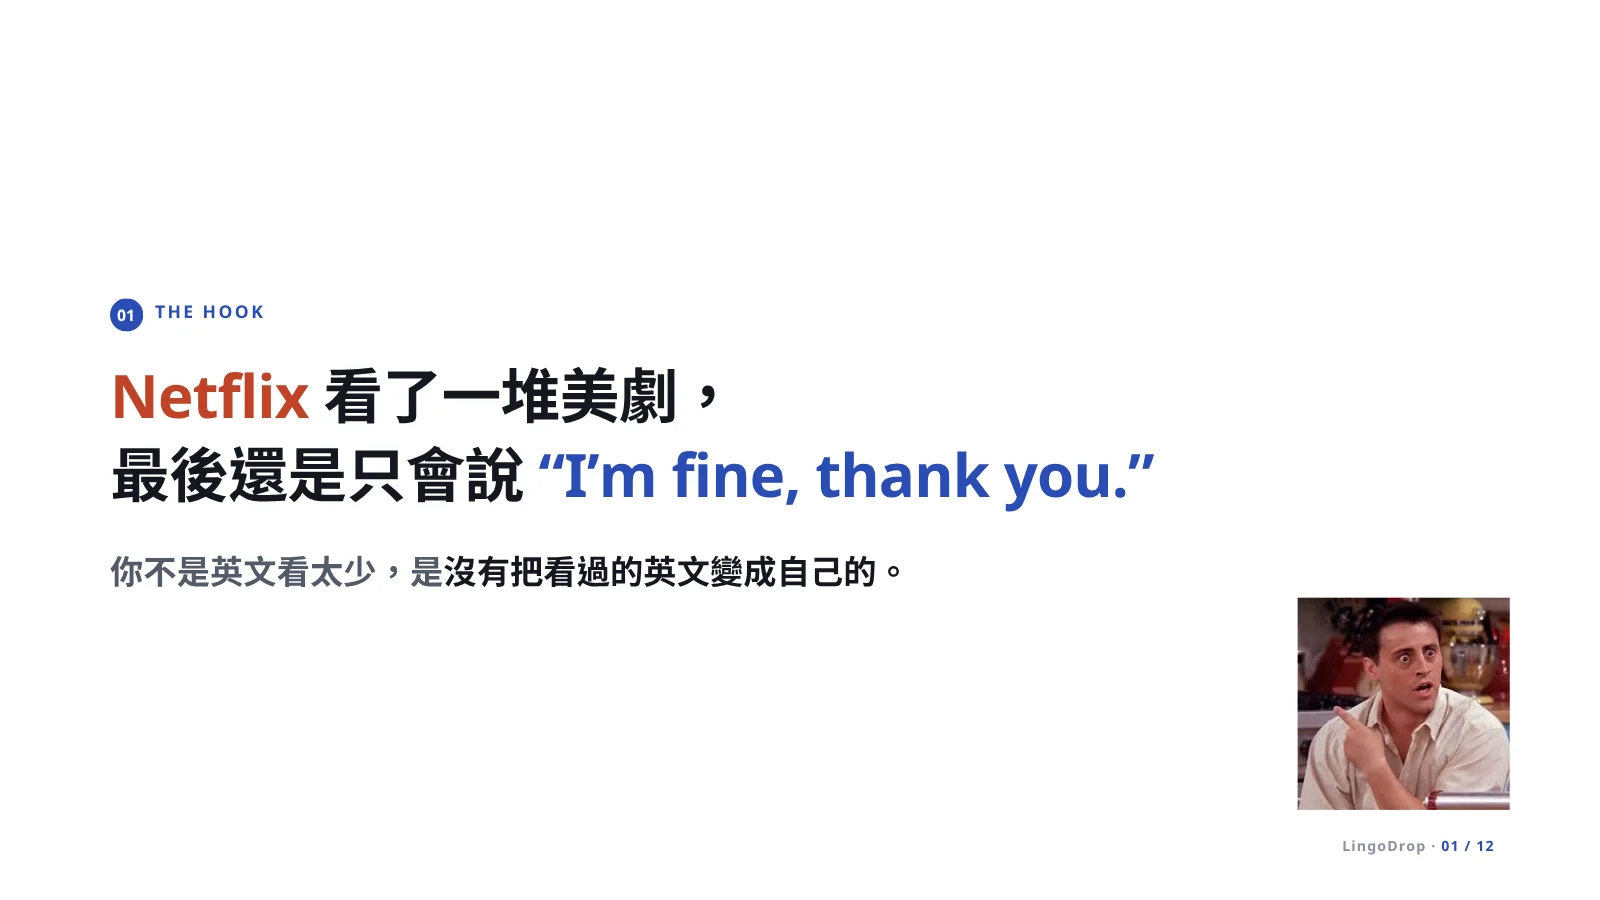 01 THE HOOK
Netflix 看了一堆美劇，
最後還是只會說 “I’m fine, thank you.”
你不是英文看太少，是沒有把看過的英文變成自己的。
LingoDrop · 01 / 12